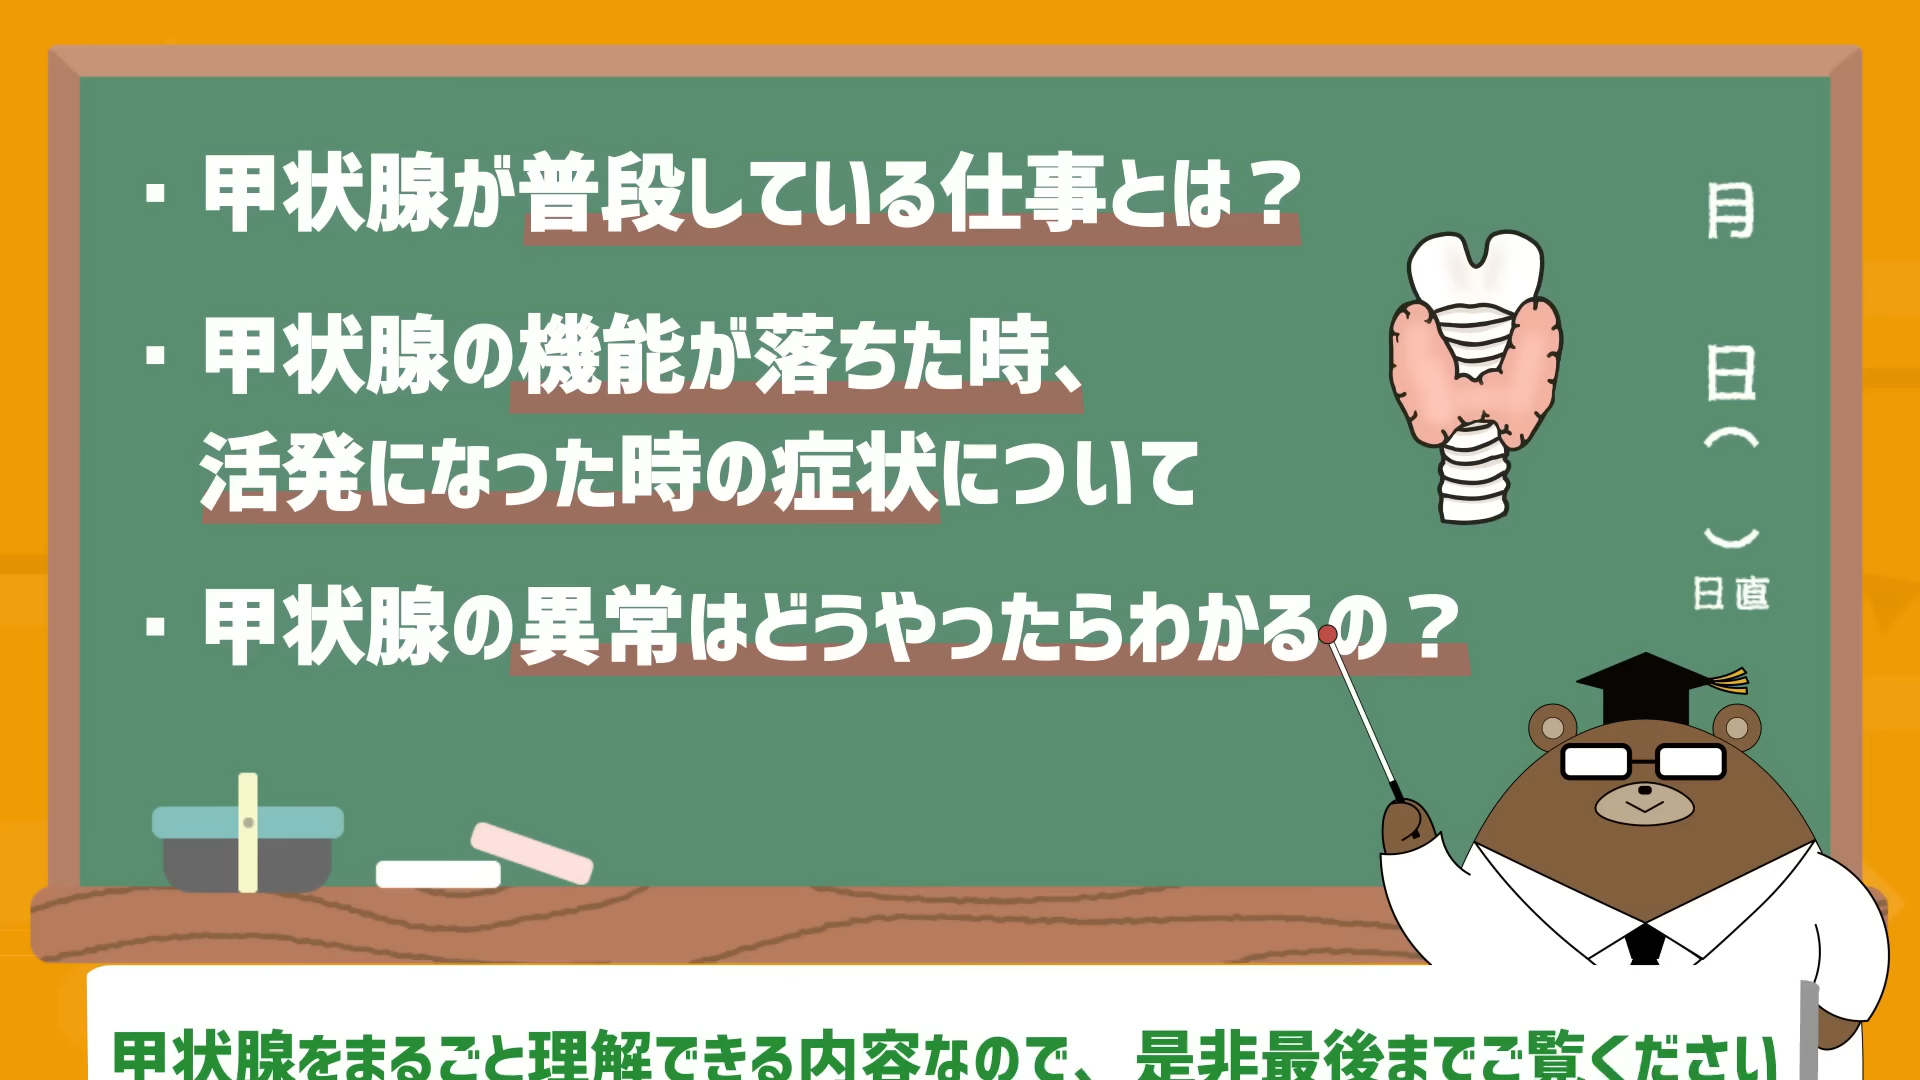 ・甲状腺が普段している仕事とは？
・甲状腺の機能が落ちた時、
活発になった時の症状について
・甲状腺の異常はどうやったらわかるの？
月
日
（
）
日直
甲状腺をまるごと理解できる内容なので、是非最後までご覧ください